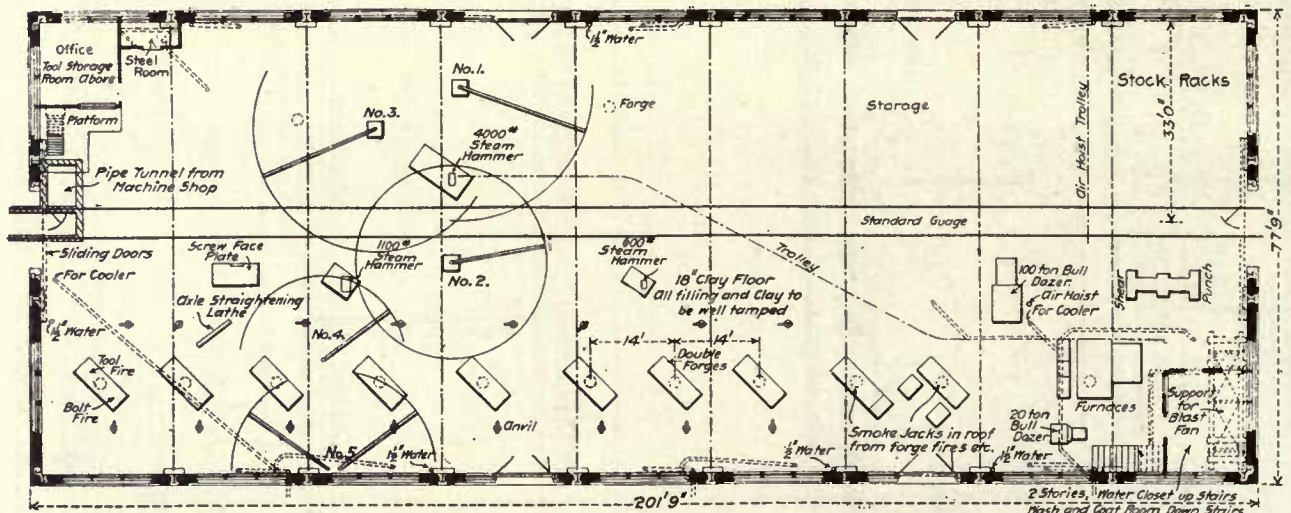 Office
Tool Storage
Room Above
Steel
Room
1½" Water
No.1.
No.3.
Forge
Storage
Air Hoist Trolley
33'0"
Stock Racks
Platform
4000#
Steam
Hammer
Pipe Tunnel from
Machine Shop
Standard Guage
77'9"
Sliding Doors
For Cooler
Screw Face
Plate
1100#
Steam
Hammer
No.2.
600#
Steam
Hammer
Trolley
18" Clay Floor
All filling and Clay to
be well tamped
100 ton Bull
Dozer
Air Hoist
For Cooler
Shear
Punch
Axle Straightening
Lathe
1½" Water
No.4.
14'
14'
Tool
Fire
Bolt
Fire
Double
Forges
Furnaces
Support
for
Blast
Fan
Anvil
20 ton
Bull
Dozer
Smoke Jacks in roof
from forge fires etc.
No.5.
1½" Water
½" Water
1½" Water
201'9"
2 Stories, Water Closet up Stairs
Wash and Coat Room Down Stairs